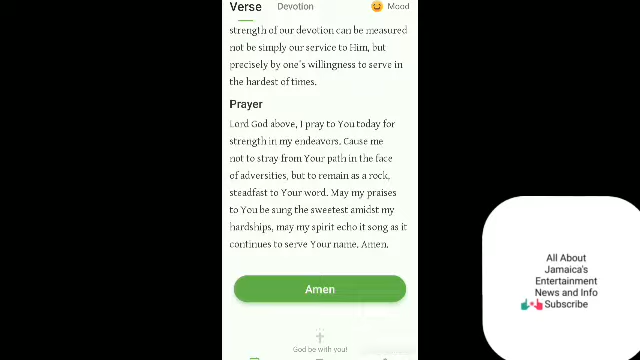 Verse Devotion Mood
strength of our devotion can be measured
not be simply our service to Him, but
precisely by one's willingness to serve in
the hardest of times.
Prayer
Lord God above, I pray to You today for
strength in my endeavors. Cause me
not to stray from Your path in the face
of adversities, but to remain as a rock,
steadfast to Your word. May my praises
to You be sung the sweetest amidst my
hardships, may my spirit echo it song as it
continues to serve Your name. Amen.
Amen
God be with you!
All About
Jamaica's
Entertainment
News and Info
Subscribe